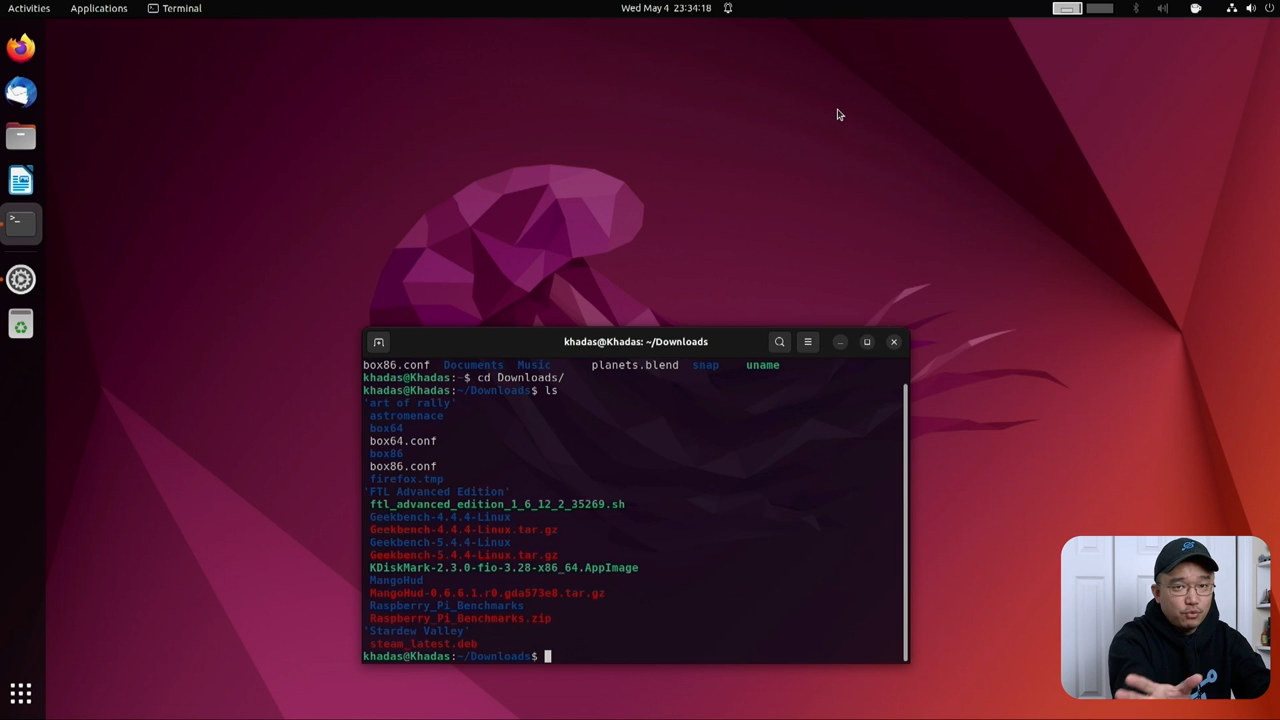 Activities Applications Terminal Wed May 4 23:34:18
khadas@Khadas: ~/Downloads
box86.conf Documents Music planets.blend snap uname
khadas@Khadas:~$ cd Downloads/
khadas@Khadas:~/Downloads$ ls
'art of rally'
astromenace
box64
box64.conf
box86
box86.conf
firefox.tmp
'FTL Advanced Edition'
ftl_advanced_edition_1_6_12_2_35269.sh
Geekbench-4.4.4-Linux
Geekbench-4.4.4-Linux.tar.gz
Geekbench-5.4.4-Linux
Geekbench-5.4.4-Linux.tar.gz
KDiskMark-2.3.0-fio-3.28-x86_64.AppImage
MangoHud
MangoHud-0.6.6.1.r0.gda573e8.tar.gz
Raspberry_Pi_Benchmarks
Raspberry_Pi_Benchmarks.zip
'Stardew Valley'
steam_latest.deb
khadas@Khadas:~/Downloads$